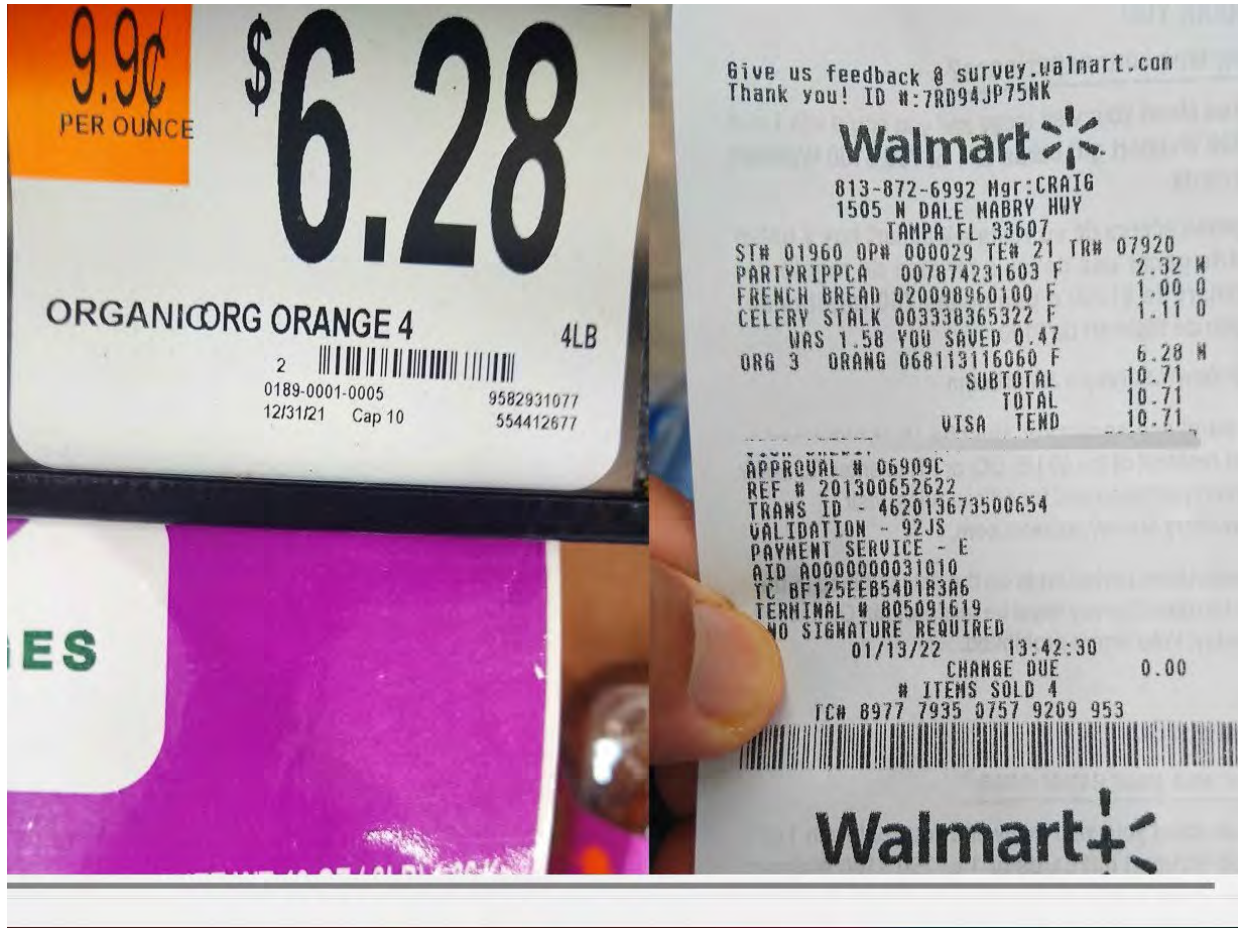 9.9¢
PER OUNCE
$6.28
ORGANIC ORG ORANGE 4 4LB
2
0189-0001-0005 9582931077
12/31/21 Cap 10 554412677
ES
Give us feedback @ survey.walmart.com
Thank you! ID #:7RD94JP75NK
Walmart
813-872-6992 Mgr:CRAIG
1505 N DALE MABRY HWY
TAMPA FL 33607
ST# 01960 OP# 000029 TE# 21 TR# 07920
PARTYRIPPCA 007874231603 F 2.32 N
FRENCH BREAD 020098960100 F 1.00 O
CELERY STALK 003338365322 F 1.11 O
WAS 1.58 YOU SAVED 0.47
ORG 3 ORANG 068113116060 F 6.28 N
SUBTOTAL 10.71
TOTAL 10.71
VISA TEND 10.71
APPROVAL # 06909C
REF # 201300652622
TRANS ID - 462013673500654
VALIDATION - 92JS
PAYMENT SERVICE - E
AID A0000000031010
TC BF125EEB54D1B3A6
TERMINAL # 805091619
NO SIGNATURE REQUIRED
01/13/22 13:42:30
CHANGE DUE 0.00
# ITEMS SOLD 4
TC# 8977 7935 0757 9209 953
Walmart+